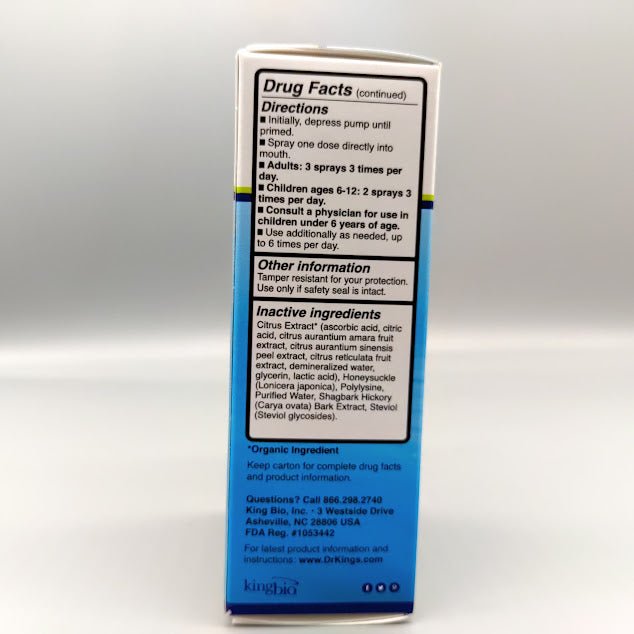 Drug Facts (continued)
Directions
■ Initially, depress pump until
primed.
■ Spray one dose directly into
mouth.
■ Adults: 3 sprays 3 times per
day.
■ Children ages 6-12: 2 sprays 3
times per day.
■ Consult a physician for use in
children under 6 years of age.
■ Use additionally as needed, up
to 6 times per day.
Other information
Tamper resistant for your protection.
Use only if safety seal is intact.
Inactive ingredients
Citrus Extract* (ascorbic acid, citric
acid, citrus aurantium amara fruit
extract, citrus aurantium sinensis
peel extract, citrus reticulata fruit
extract, demineralized water,
glycerin, lactic acid), Honeysuckle
(Lonicera japonica), Polylysine,
Purified Water, Shagbark Hickory
(Carya ovata) Bark Extract, Steviol
(Steviol glycosides).
*Organic Ingredient
Keep carton for complete drug facts
and product information.
Questions? Call 866.298.2740
King Bio, Inc. · 3 Westside Drive
Asheville, NC 28806 USA
FDA Reg. #1053442
For latest product information and
instructions: www.DrKings.com
kingbio